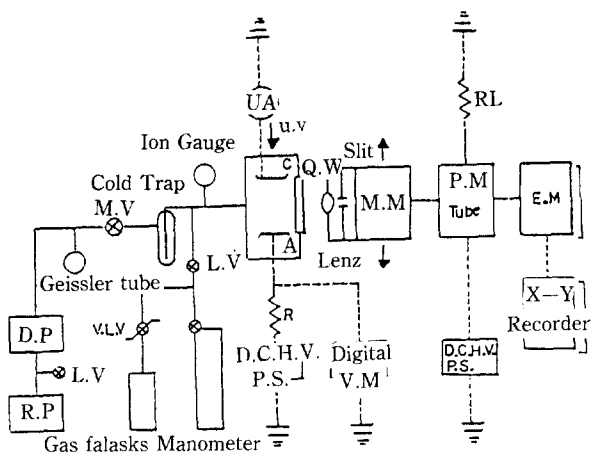 UA
u.v
RL
Ion Gauge
C
Q.W
Slit
Cold Trap
M.V
M.M
P.M
Tube
E.M
A
Lenz
L.V
Geissler tube
R
X-Y
Recorder
V.L.V
D.P
D.C.H.V.
P.S.
Digital
V.M
D.C.H.V.
P.S.
L.V
R.P
Gas falasks Manometer